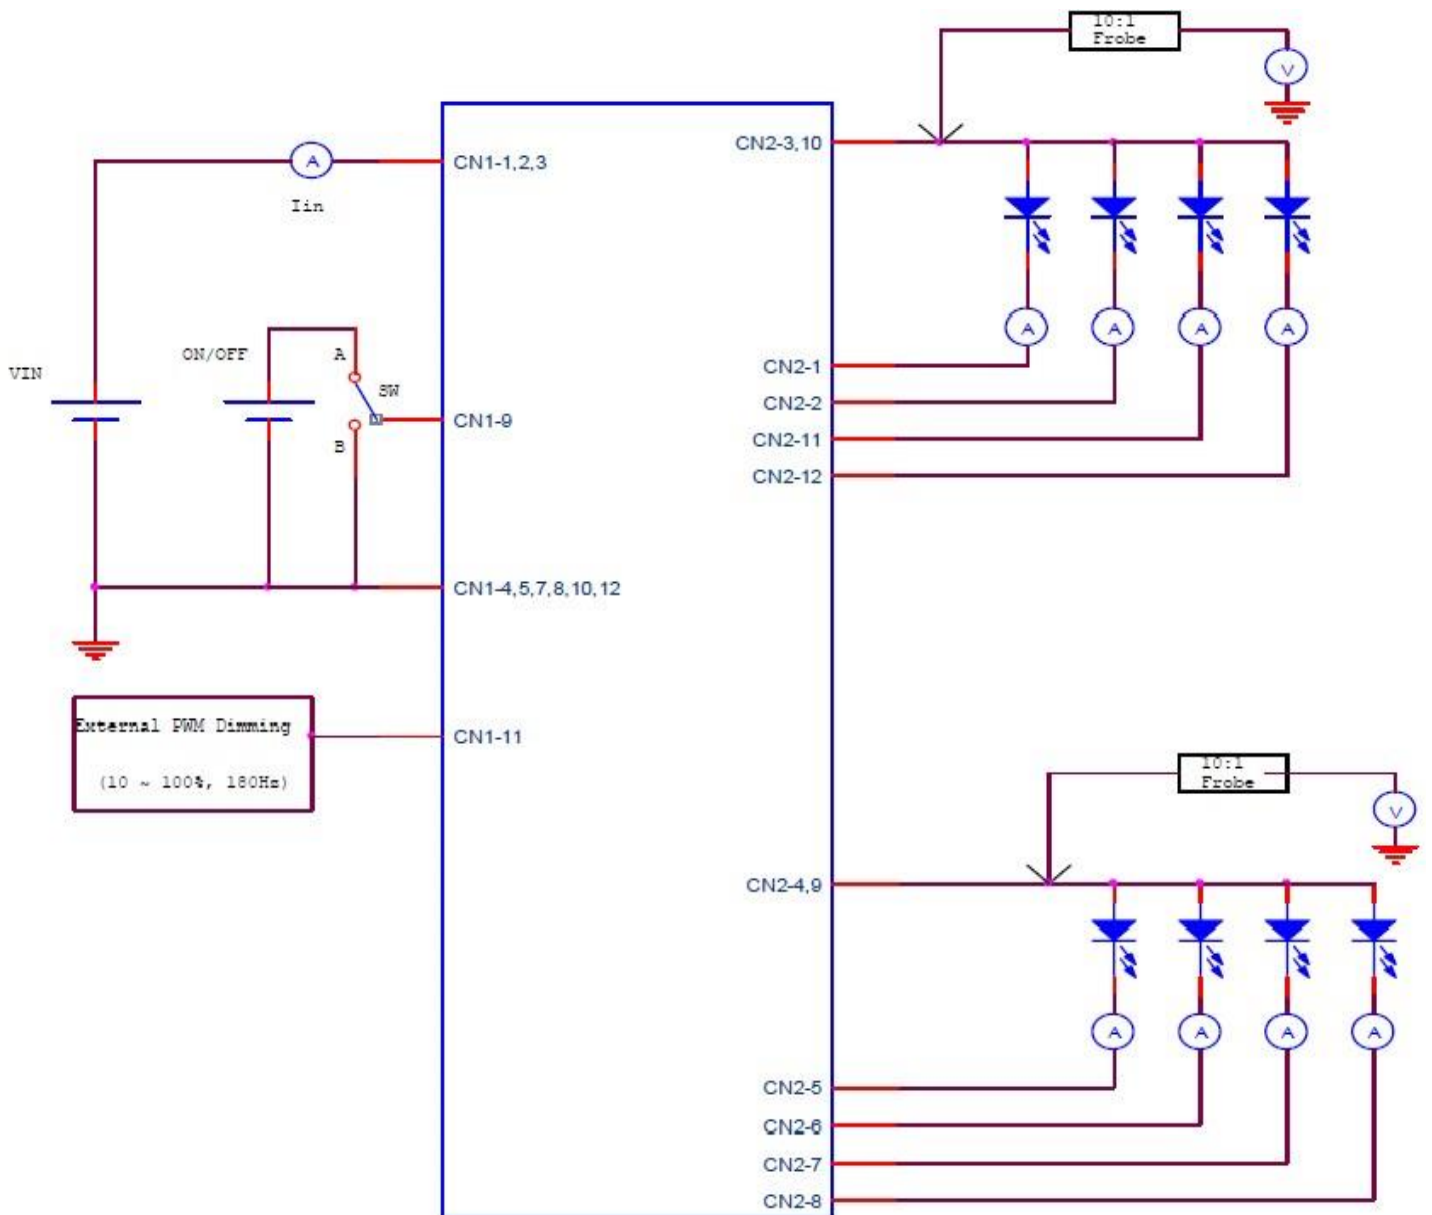 10:1
Frobe
V
CN2-3,10
A
CN1-1,2,3
Iin
A
A
A
A
ON/OFF
A
VIN
SW
CN2-1
CN2-2
CN1-9
CN2-11
B
CN2-12
CN1-4,5,7,8,10,12
External PWM Dimming
CN1-11
(10 ~ 100%, 180Hz)
10:1
Frobe
V
CN2-4,9
A
A
A
A
CN2-5
CN2-6
CN2-7
CN2-8